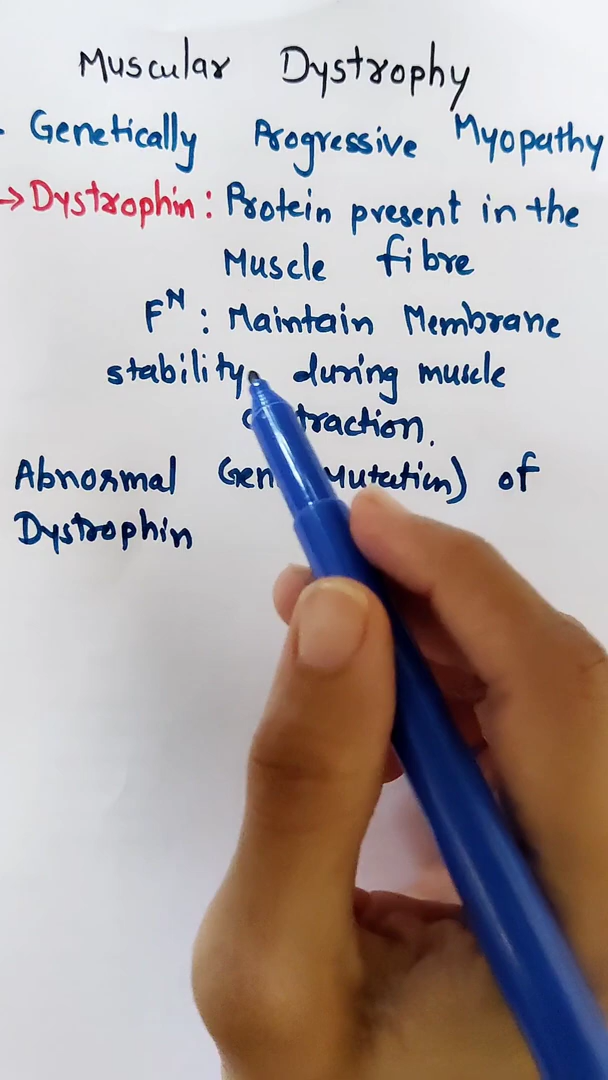 Muscular Dystrophy
- Genetically Progressive Myopathy
→ Dystrophin : Protein present in the
Muscle fibre
Fᴺ : Maintain Membrane
stability during muscle
traction.
Abnormal Gen mutation) of
Dystrophin